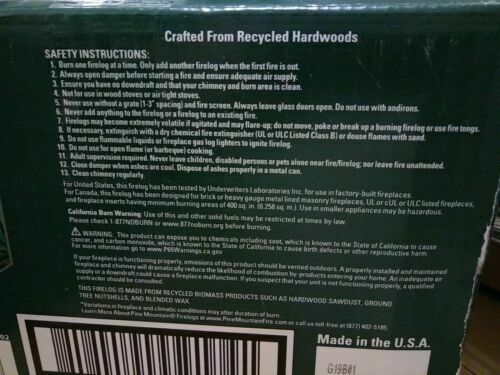 Crafted From Recycled Hardwoods
SAFETY INSTRUCTIONS:
1. Burn one firelog at a time. Only add another firelog when the first fire is out.
2. Always open damper before starting a fire and ensure adequate air supply.
3. Ensure you have no downdraft and that your chimney and burn area is clean.
4. Not for use in wood stoves or air tight stoves.
5. Never use without a grate (1-3" spacing) and fire screen. Always leave glass doors open. Do not use with andirons.
6. Never add anything to the firelog or a firelog to an existing fire.
7. Firelogs may become extremely volatile if agitated and may flare-up; do not move, poke or break up a burning firelog or use fire tongs.
8. If necessary, extinguish with a dry chemical fire extinguisher (UL or ULC Listed Class B) or douse flames with sand.
9. Do not use flammable liquids or fireplace gas log lighters to ignite firelog.
10. Do not use for open flame (or barbeque) cooking.
11. Adult supervision required. Never leave children, disabled persons or pets alone near fire/firelog; nor leave fire unattended.
12. Close damper when ashes are cool. Dispose of ashes properly in a metal can.
13. Clean chimney regularly.
For United States, this firelog has been tested by Underwriters Laboratories Inc. for use in factory-built fireplaces.
For Canada, this firelog has been designed for brick or heavy gauge metal lined masonry fireplaces, UL or cUL or ULC listed fireplaces,
and fireplace inserts having minimum burning areas of 400 sq. in. (0.258 sq. m.). Use in smaller appliances may be hazardous.
California Burn Warning: Use of this and other solid fuels may be restricted at times by law.
Please check 1-877NOBURN or www.877noburn.org before burning.
WARNING: This product can expose you to chemicals including soot, which is known to the State of California to cause
cancer, and carbon monoxide, which is known to the State of California to cause birth defects or other reproductive harm.
For more information go to www.P65Warnings.ca.gov
If your fireplace is functioning properly, emissions of this product should be vented outdoors. A properly installed and maintained
fireplace and chimney will dramatically reduce the likelihood of combustion by-products entering your home. An inadequate air
supply or a downdraft could cause a fireplace malfunction. If you suspect that your unit is not functioning properly, a qualified
contractor should be consulted.
THIS FIRELOG IS MADE FROM RECYCLED BIOMASS PRODUCTS SUCH AS HARDWOOD SAWDUST, GROUND
TREE NUTSHELLS, AND BLENDED WAX
*Variations in fireplace and climatic conditions may alter duration of burn.
Learn More About Pine Mountain® Firelogs at www.PineMountainFire.com or call us toll-free at (877) 402-5185
Made in the U.S.A.
G19B01
02